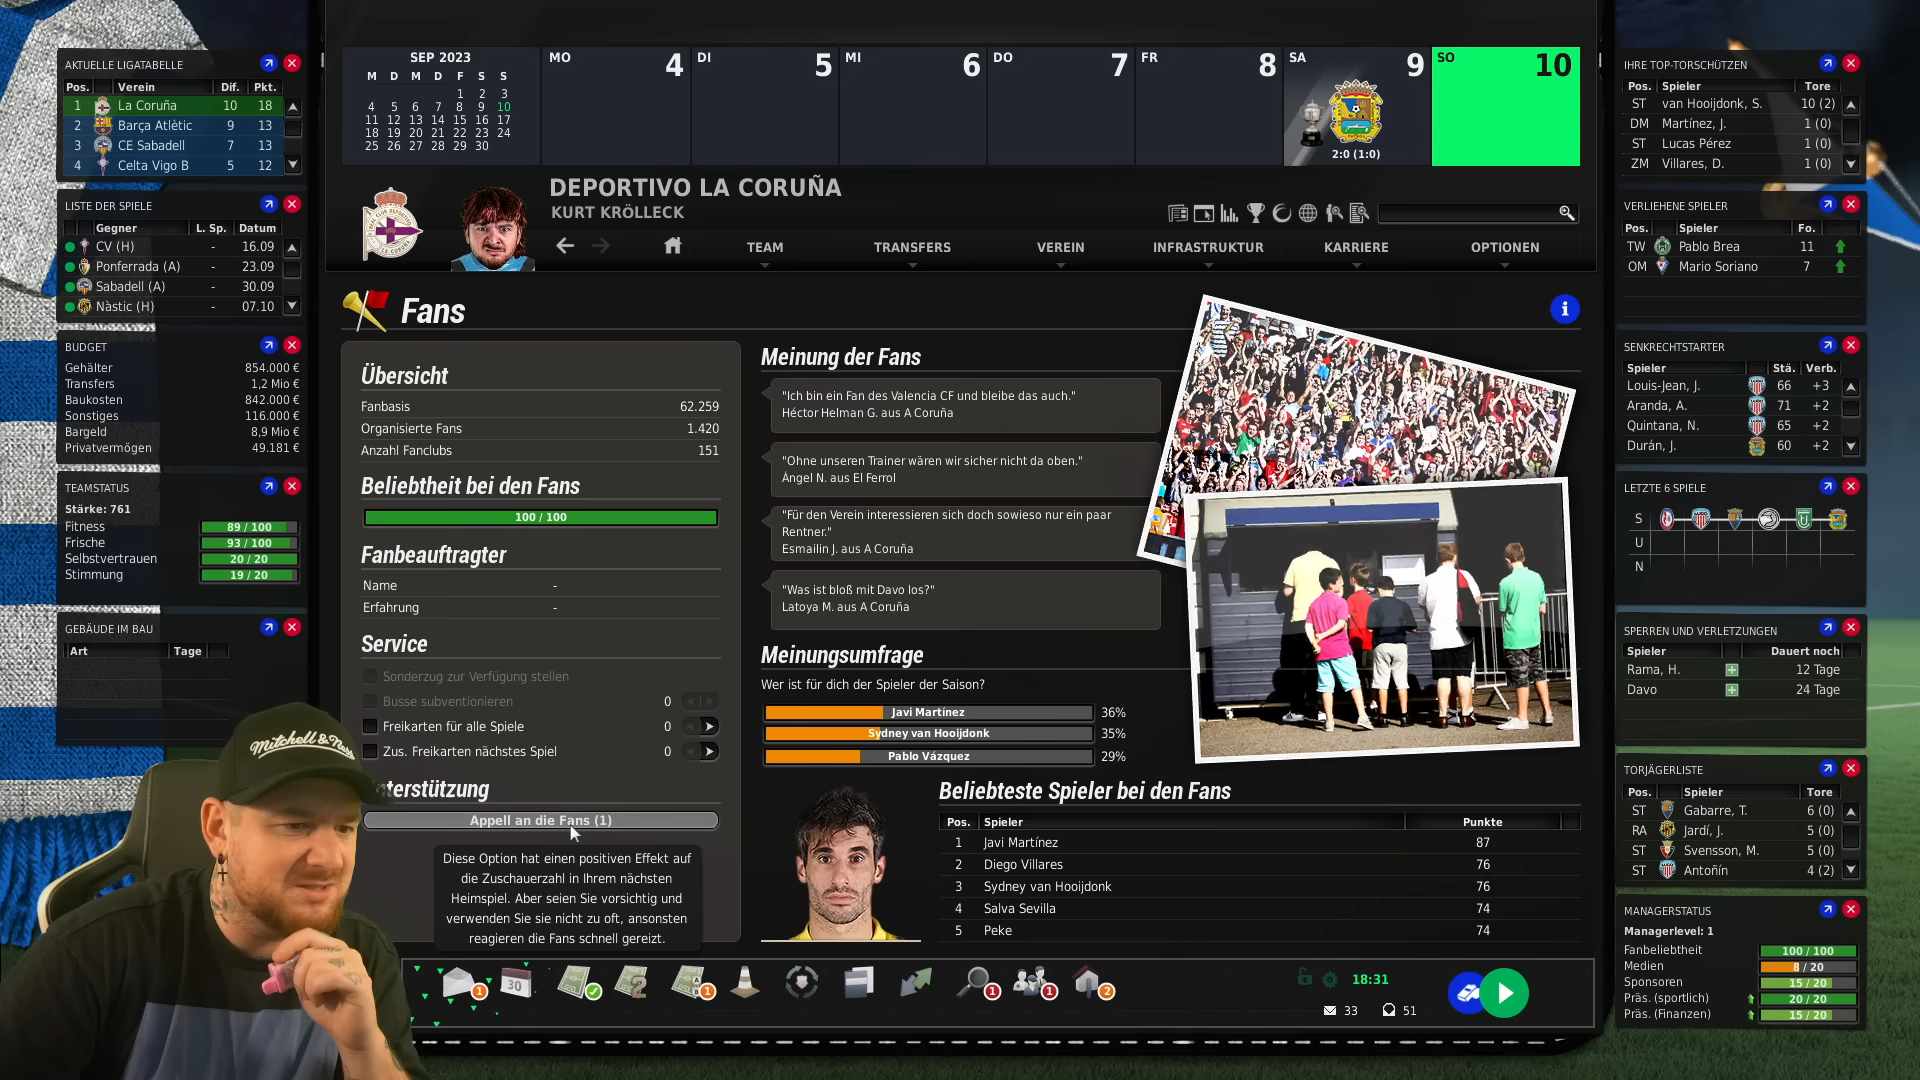 AKTUELLE LIGATABELLE
Pos. Verein Dif. Pkt.
1 La Coruña 10 18
2 Barça Atlètic 9 13
3 CE Sabadell 7 13
4 Celta Vigo B 5 12
LISTE DER SPIELE
Gegner L. Sp. Datum
CV (H) - 16.09
Ponferrada (A) - 23.09
Sabadell (A) - 30.09
Nàstic (H) - 07.10
BUDGET
Gehälter 854.000 €
Transfers 1,2 Mio €
Baukosten 842.000 €
Sonstiges 116.000 €
Bargeld 8,9 Mio €
Privatvermögen 49.181 €
TEAMSTATUS
Stärke: 761
Fitness 89 / 100
Frische 93 / 100
Selbstvertrauen 20 / 20
Stimmung 19 / 20
GEBÄUDE IM BAU
Art Tage
SEP 2023
M D M D F S S
1 2 3
4 5 6 7 8 9 10
11 12 13 14 15 16 17
18 19 20 21 22 23 24
25 26 27 28 29 30
MO 4 DI 5 MI 6 DO 7 FR 8 SA 9 SO 10
2:0 (1:0)
DEPORTIVO LA CORUÑA
KURT KRÖLLECK
TEAM TRANSFERS VEREIN INFRASTRUKTUR KARRIERE OPTIONEN
Fans
Übersicht
Fanbasis 62.259
Organisierte Fans 1.420
Anzahl Fanclubs 151
Beliebtheit bei den Fans
100 / 100
Fanbeauftragter
Name -
Erfahrung -
Service
Sonderzug zur Verfügung stellen
Busse subventionieren 0
Freikarten für alle Spiele 0
Zus. Freikarten nächstes Spiel 0
terstützung
Appell an die Fans (1)
Diese Option hat einen positiven Effekt auf
die Zuschauerzahl in Ihrem nächsten
Heimspiel. Aber seien Sie vorsichtig und
verwenden Sie sie nicht zu oft, ansonsten
reagieren die Fans schnell gereizt.
Meinung der Fans
"Ich bin ein Fan des Valencia CF und bleibe das auch."
Héctor Helman G. aus A Coruña
"Ohne unseren Trainer wären wir sicher nicht da oben."
Ángel N. aus El Ferrol
"Für den Verein interessieren sich doch sowieso nur ein paar
Rentner."
Esmailin J. aus A Coruña
"Was ist bloß mit Davo los?"
Latoya M. aus A Coruña
Meinungsumfrage
Wer ist für dich der Spieler der Saison?
Javi Martínez 36%
Sydney van Hooijdonk 35%
Pablo Vázquez 29%
Beliebteste Spieler bei den Fans
Pos. Spieler Punkte
1 Javi Martínez 87
2 Diego Villares 76
3 Sydney van Hooijdonk 76
4 Salva Sevilla 74
5 Peke 74
1 30 2 1 1 1 2
18:31
33 51
IHRE TOP-TORSCHÜTZEN
Pos. Spieler Tore
ST van Hooijdonk, S. 10 (2)
DM Martínez, J. 1 (0)
ST Lucas Pérez 1 (0)
ZM Villares, D. 1 (0)
VERLIEHENE SPIELER
Pos. Spieler Fo.
TW Pablo Brea 11
OM Mario Soriano 7
SENKRECHTSTARTER
Spieler Stä. Verb.
Louis-Jean, J. 66 +3
Aranda, A. 71 +2
Quintana, N. 65 +2
Durán, J. 60 +2
LETZTE 6 SPIELE
S
U
N
SPERREN UND VERLETZUNGEN
Spieler Dauert noch
Rama, H. 12 Tage
Davo 24 Tage
TORJÄGERLISTE
Pos. Spieler Tore
ST Gabarre, T. 6 (0)
RA Jardí, J. 5 (0)
ST Svensson, M. 5 (0)
ST Antoñín 4 (2)
MANAGERSTATUS
Managerlevel: 1
Fanbeliebtheit 100 / 100
Medien 8 / 20
Sponsoren 15 / 20
Präs. (sportlich) 20 / 20
Präs. (Finanzen) 15 / 20
Mitchell & Ness